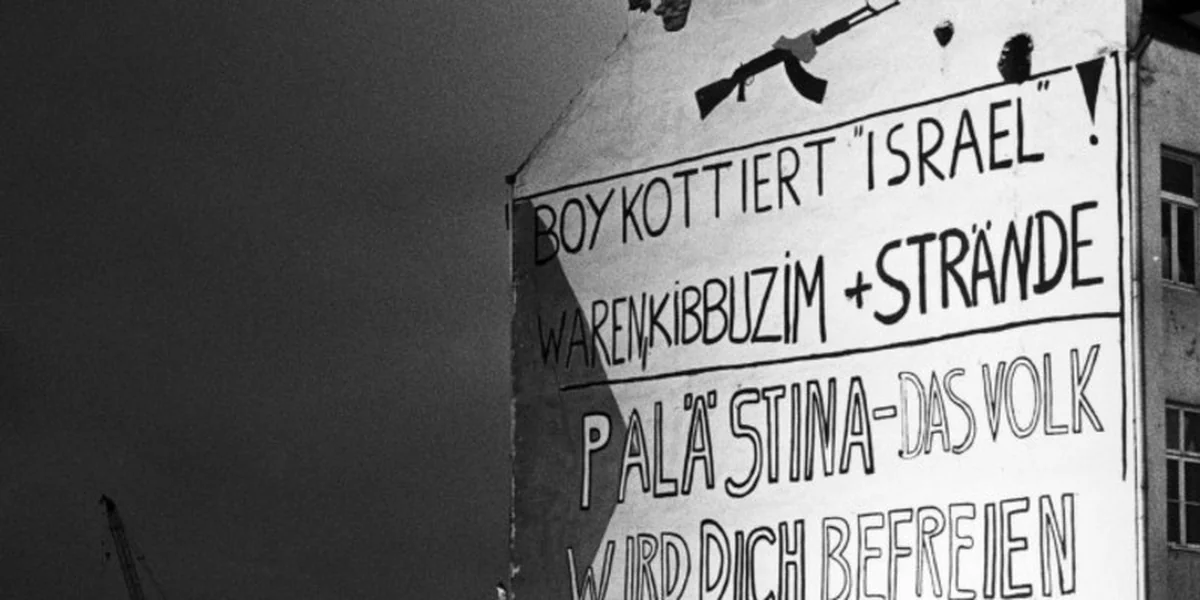 BOYKOTTIERT "ISRAEL"!
WAREN,KIBBUZIM +STRÄNDE
PALÄSTINA-DAS VOLK
WIRD DICH BEFREIEN